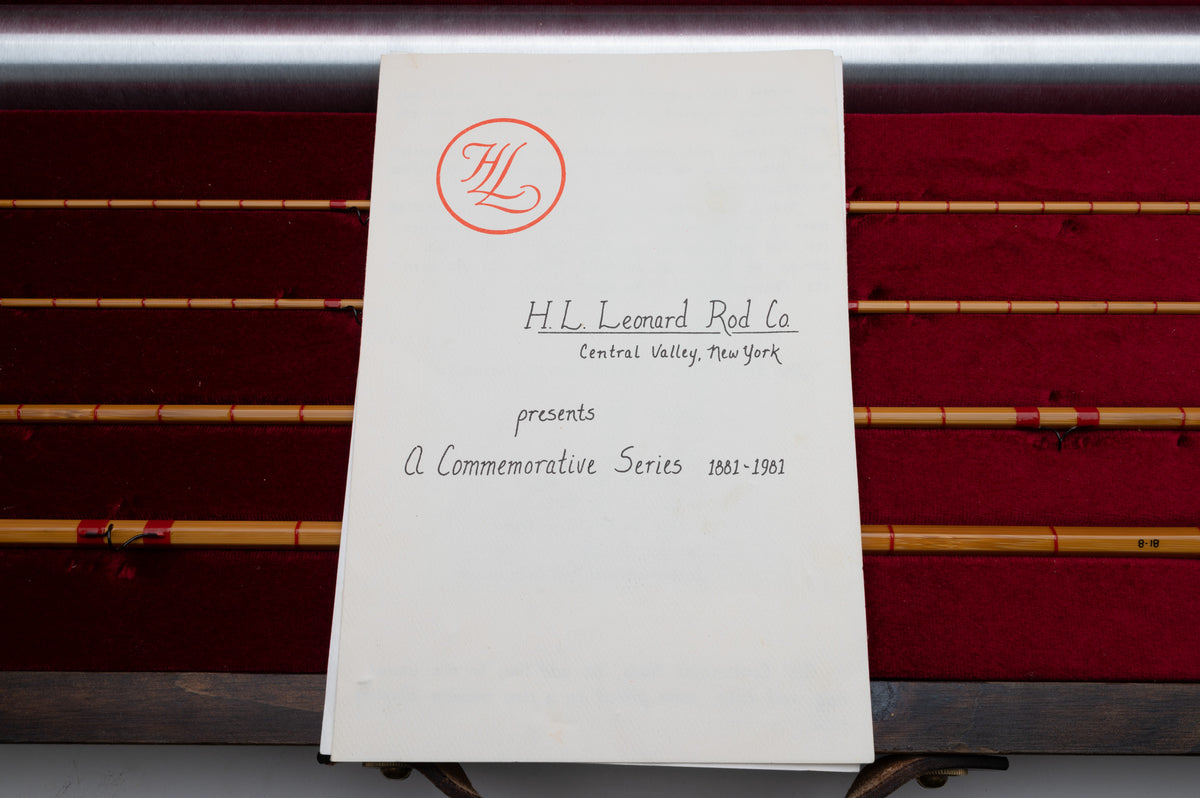 HL
H. L. Leonard Rod Co.
Central Valley, New York
presents
A Commemorative Series 1881-1981
8-18